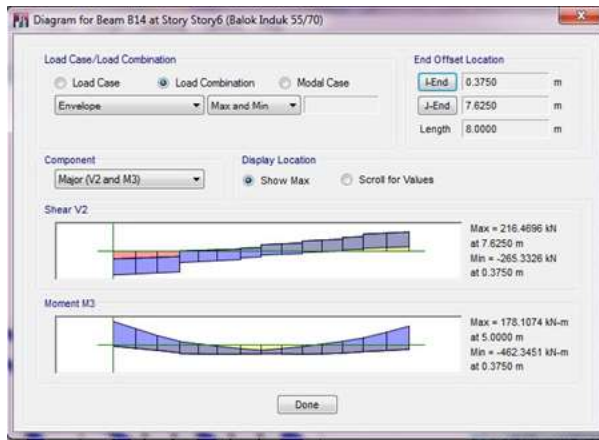 Diagram for Beam B14 at Story Story6 (Balok Induk 55/70)
Load Case/Load Combination
Load Case
Load Combination
Modal Case
Envelope
Max and Min
End Offset Location
I-End 0.3750 m
J-End 7.6250 m
Length 8.0000 m
Component
Major (V2 and M3)
Display Location
Show Max
Scroll for Values
Shear V2
Max = 216.4696 kN
at 7.6250 m
Min = -265.3326 kN
at 0.3750 m
Moment M3
Max = 178.1074 kN-m
at 5.0000 m
Min = -462.3451 kN-m
at 0.3750 m
Done